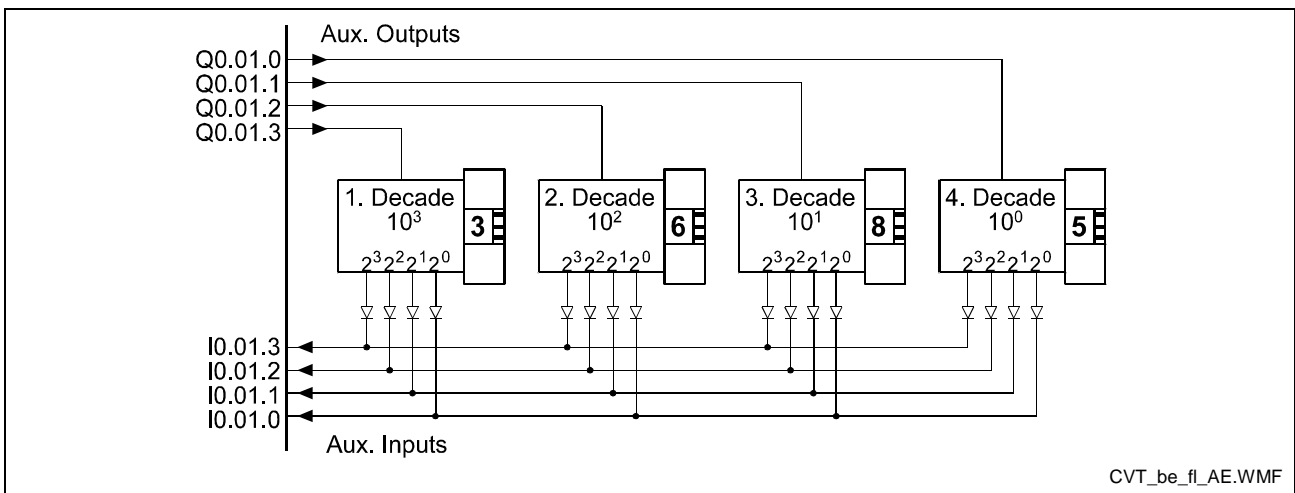 Aux. Outputs
Q0.01.0
Q0.01.1
Q0.01.2
Q0.01.3
1. Decade
10³
3
2. Decade
10²
6
3. Decade
10¹
8
4. Decade
10⁰
5
2³2²2¹2⁰
2³2²2¹2⁰
2³2²2¹2⁰
2³2²2¹2⁰
I0.01.3
I0.01.2
I0.01.1
I0.01.0
Aux. Inputs
CVT_be_fl_AE.WMF